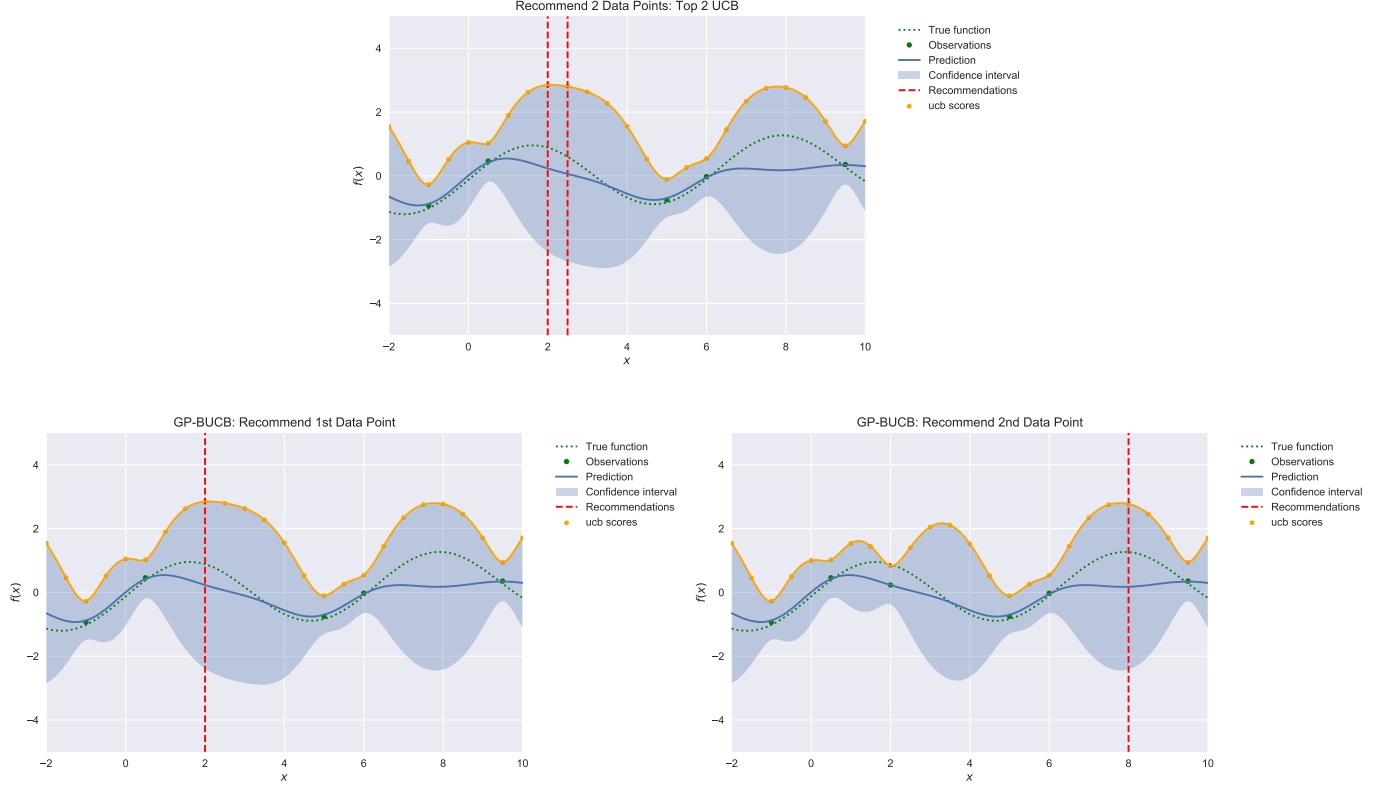 Recommend 2 Data Points: Top 2 UCB
4
2
0
−2
−4
f(x)
−2 0 2 4 6 8 10
x
True function
Observations
Prediction
Confidence interval
Recommendations
ucb scores
GP-BUCB: Recommend 1st Data Point
4
2
0
−2
−4
f(x)
−2 0 2 4 6 8 10
x
True function
Observations
Prediction
Confidence interval
Recommendations
ucb scores
GP-BUCB: Recommend 2nd Data Point
4
2
0
−2
−4
f(x)
−2 0 2 4 6 8 10
x
True function
Observations
Prediction
Confidence interval
Recommendations
ucb scores